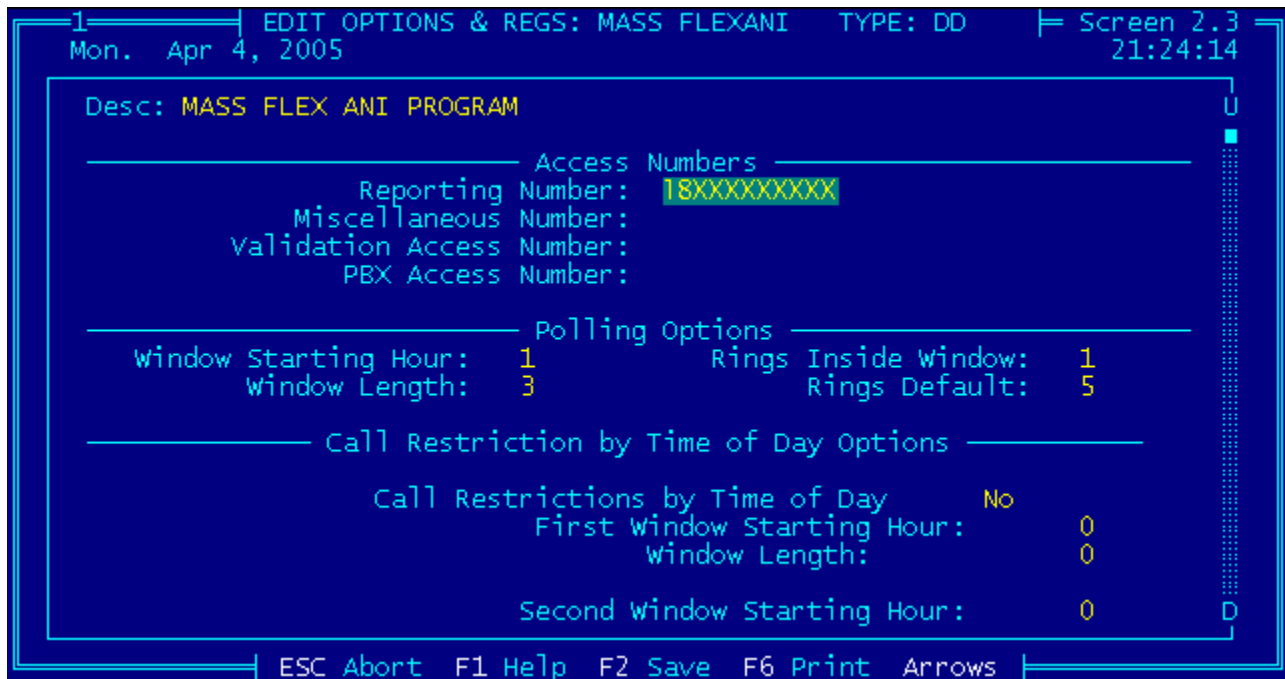 1 EDIT OPTIONS & REGS: MASS FLEXANI TYPE: DD Screen 2.3
Mon. Apr 4, 2005 21:24:14
Desc: MASS FLEX ANI PROGRAM
U
Access Numbers
Reporting Number: 18XXXXXXXXX
Miscellaneous Number:
Validation Access Number:
PBX Access Number:
Polling Options
Window Starting Hour: 1 Rings Inside Window: 1
Window Length: 3 Rings Default: 5
Call Restriction by Time of Day Options
Call Restrictions by Time of Day No
First Window Starting Hour: 0
Window Length: 0
Second Window Starting Hour: 0 D
ESC Abort F1 Help F2 Save F6 Print Arrows